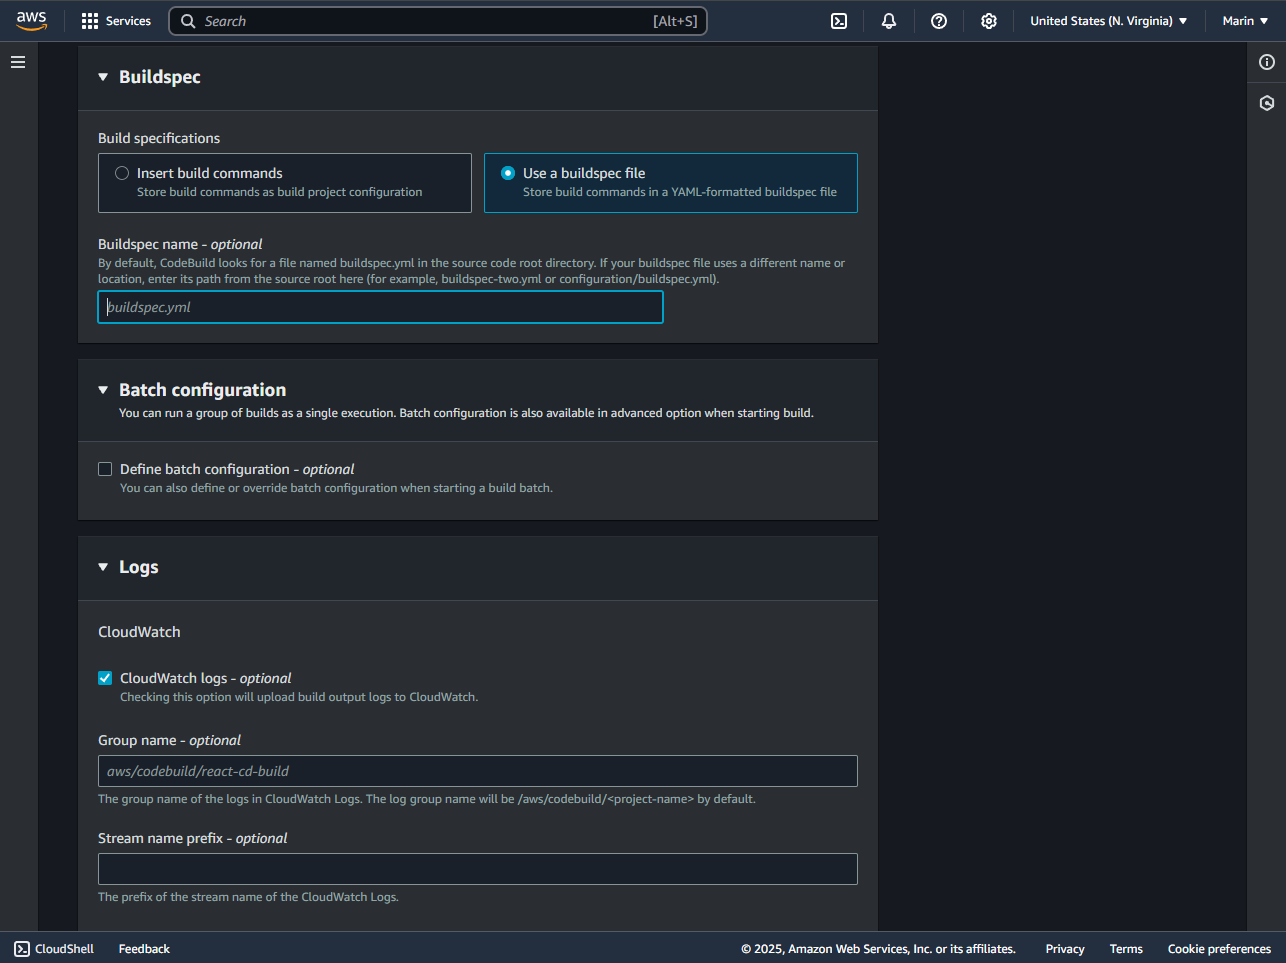 aws
Services
Search
[Alt+S]
United States (N. Virginia)
Marin
Buildspec
Build specifications
Insert build commands
Store build commands as build project configuration
Use a buildspec file
Store build commands in a YAML-formatted buildspec file
Buildspec name - optional
By default, CodeBuild looks for a file named buildspec.yml in the source code root directory. If your buildspec file uses a different name or
location, enter its path from the source root here (for example, buildspec-two.yml or configuration/buildspec.yml).
buildspec.yml
Batch configuration
You can run a group of builds as a single execution. Batch configuration is also available in advanced option when starting build.
Define batch configuration - optional
You can also define or override batch configuration when starting a build batch.
Logs
CloudWatch
CloudWatch logs - optional
Checking this option will upload build output logs to CloudWatch.
Group name - optional
aws/codebuild/react-cd-build
The group name of the logs in CloudWatch Logs. The log group name will be /aws/codebuild/<project-name> by default.
Stream name prefix - optional
The prefix of the stream name of the CloudWatch Logs.
CloudShell
Feedback
© 2025, Amazon Web Services, Inc. or its affiliates.
Privacy
Terms
Cookie preferences